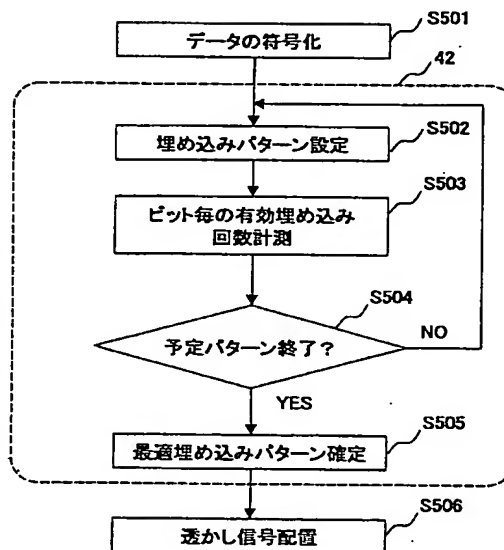 S501
データの符号化
42
S502
埋め込みパターン設定
S503
ビット毎の有効埋め込み
回数計測
S504
予定パターン終了?
NO
YES
S505
最適埋め込みパターン確定
S506
透かし信号配置